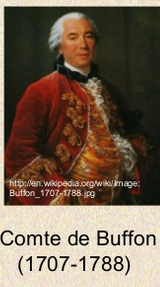 http://en.wikipedia.org/wiki/Image:
Buffon_1707-1788.jpg
Comte de Buffon
(1707-1788)